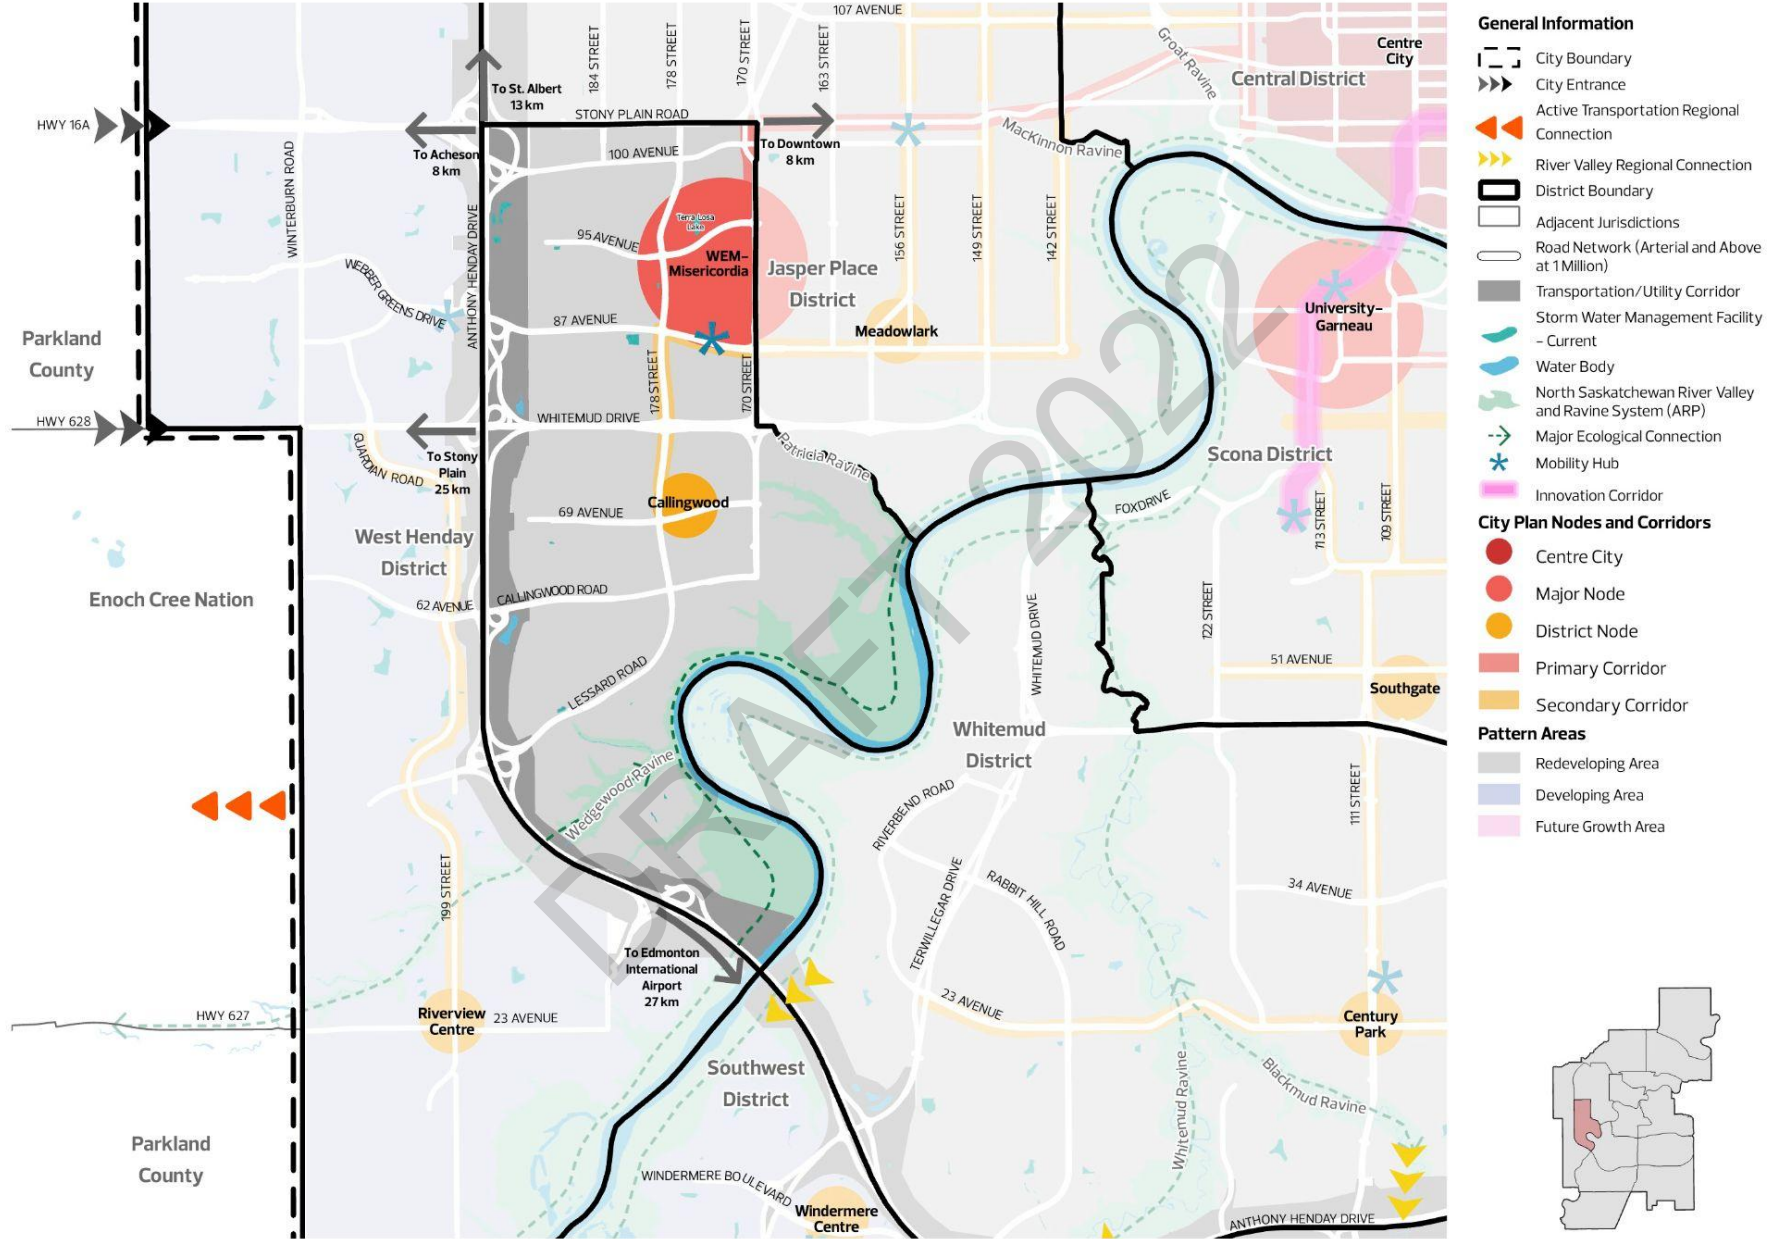 107 AVENUE
184 STREET
178 STREET
170 STREET
163 STREET
Groat Ravine
Centre
City
Central District
To St. Albert
13 km
STONY PLAIN ROAD
HWY 16A
To Acheson
8 km
100 AVENUE
To Downtown
8 km
MacKinnon Ravine
WINTERBURN ROAD
ANTHONY HENDAY DRIVE
Terra Losa
Lake
95 AVENUE
WEM-
Misericordia
Jasper Place
District
156 STREET
149 STREET
142 STREET
WEBBER GREENS DRIVE
87 AVENUE
Meadowlark
University-
Garneau
Parkland
County
178 STREET
170 STREET
HWY 628
WHITEMUD DRIVE
Patricia Ravine
GUARDIAN ROAD
To Stony
Plain
25 km
Scona District
Callingwood
69 AVENUE
FOX DRIVE
113 STREET
109 STREET
West Henday
District
Enoch Cree Nation
62 AVENUE
CALLINGWOOD ROAD
WHITEMUD DRIVE
122 STREET
51 AVENUE
Southgate
LESSARD ROAD
Whitemud
District
Wedgewood Ravine
RIVERBEND ROAD
111 STREET
199 STREET
TERWILLEGAR DRIVE
RABBIT HILL ROAD
34 AVENUE
To Edmonton
International
Airport
27 km
HWY 627
Riverview
Centre
23 AVENUE
23 AVENUE
Century
Park
Southwest
District
Whitemud Ravine
Blackmud Ravine
Parkland
County
WINDERMERE BOULEVARD
Windermere
Centre
ANTHONY HENDAY DRIVE
DRAFT 2022
General Information
City Boundary
City Entrance
Active Transportation Regional
Connection
River Valley Regional Connection
District Boundary
Adjacent Jurisdictions
Road Network (Arterial and Above
at 1 Million)
Transportation/Utility Corridor
Storm Water Management Facility
- Current
Water Body
North Saskatchewan River Valley
and Ravine System (ARP)
Major Ecological Connection
Mobility Hub
Innovation Corridor
City Plan Nodes and Corridors
Centre City
Major Node
District Node
Primary Corridor
Secondary Corridor
Pattern Areas
Redeveloping Area
Developing Area
Future Growth Area